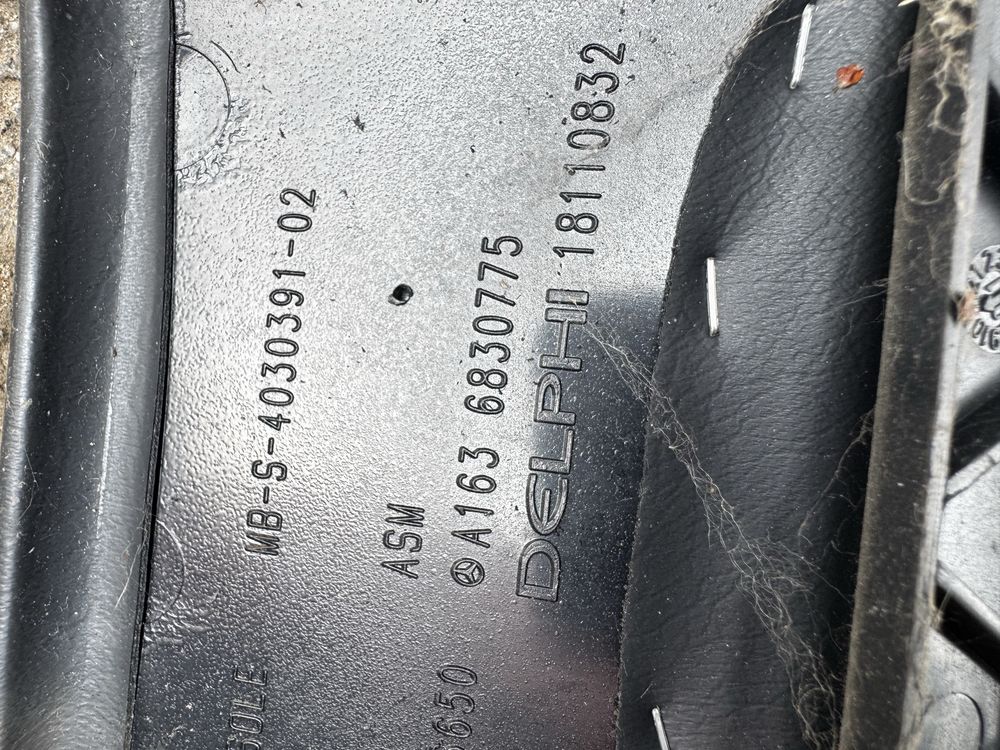 MB-S-4030391-02
ASM
A163 6830775
DELPHI 18110832